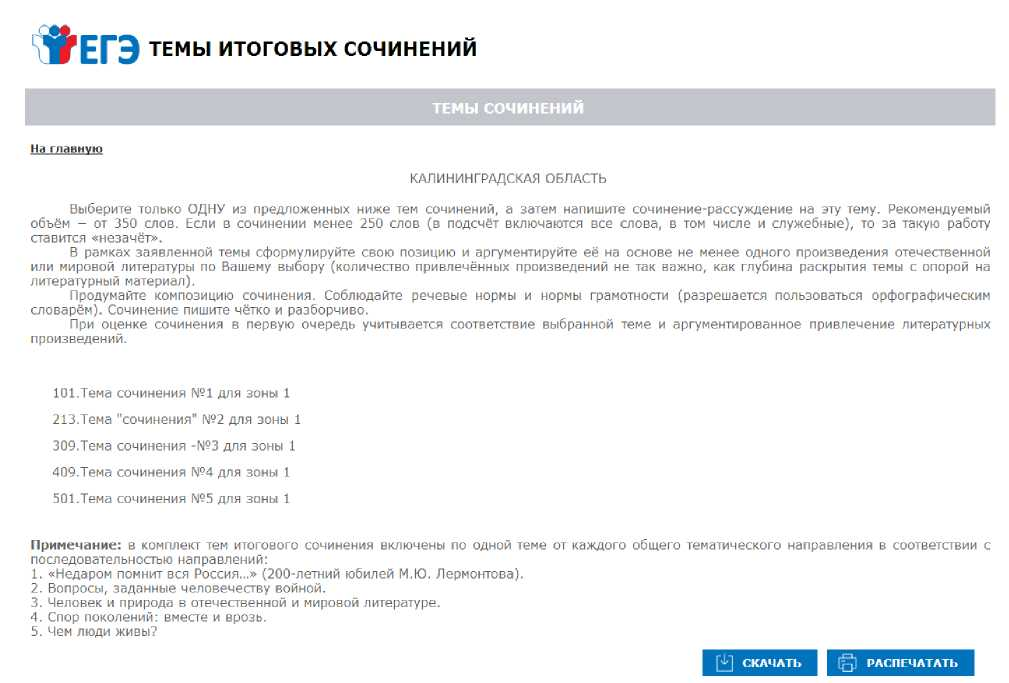 ЕГЭ ТЕМЫ ИТОГОВЫХ СОЧИНЕНИЙ
ТЕМЫ СОЧИНЕНИЙ
На главную
КАЛИНИНГРАДСКАЯ ОБЛАСТЬ
Выберите только ОДНУ из предложенных ниже тем сочинений, а затем напишите сочинение-рассуждение на эту тему. Рекомендуемый
объём – от 350 слов. Если в сочинении менее 250 слов (в подсчёт включаются все слова, в том числе и служебные), то за такую работу
ставится «незачёт».
В рамках заявленной темы сформулируйте свою позицию и аргументируйте её на основе не менее одного произведения отечественной
или мировой литературы по Вашему выбору (количество привлечённых произведений не так важно, как глубина раскрытия темы с опорой на
литературный материал).
Продумайте композицию сочинения. Соблюдайте речевые нормы и нормы грамотности (разрешается пользоваться орфографическим
словарём). Сочинение пишите чётко и разборчиво.
При оценке сочинения в первую очередь учитывается соответствие выбранной теме и аргументированное привлечение литературных
произведений.
101.Тема сочинения №1 для зоны 1
213.Тема "сочинения" №2 для зоны 1
309.Тема сочинения -№3 для зоны 1
409.Тема сочинения №4 для зоны 1
501.Тема сочинения №5 для зоны 1
Примечание: в комплект тем итогового сочинения включены по одной теме от каждого общего тематического направления в соответствии с
последовательностью направлений:
1. «Недаром помнит вся Россия…» (200-летний юбилей М.Ю. Лермонтова).
2. Вопросы, заданные человечеству войной.
3. Человек и природа в отечественной и мировой литературе.
4. Спор поколений: вместе и врозь.
5. Чем люди живы?
СКАЧАТЬ РАСПЕЧАТАТЬ